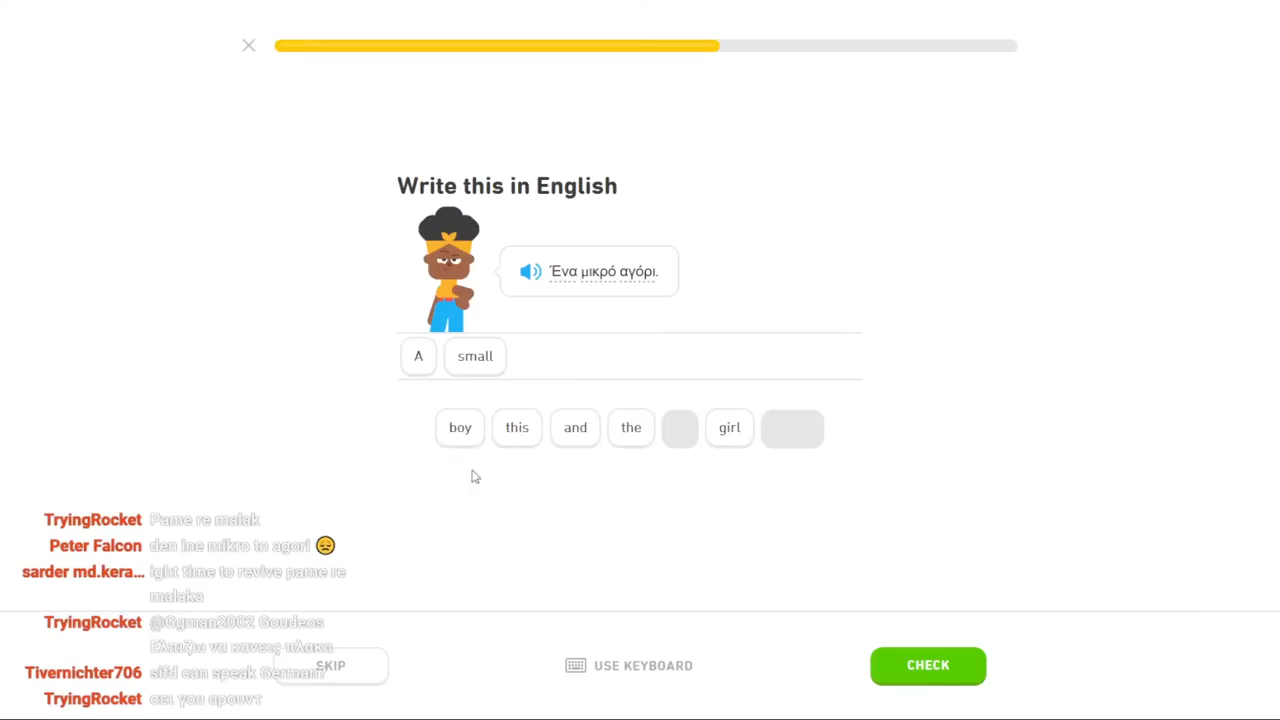 Write this in English
Ένα μικρό αγόρι.
A small
boy this and the girl
TryingRocket Pame re malak
Peter Falcon den ine mikro to agori 😞
sarder md.kera... ight time to revive pame re
malaka
TryingRocket @Ggman2002 Goudeos
Ελπιζω να κανεις πλακα
Tivernichter706 sifd can speak German?
TryingRocket σει γου αρουντ
SKIP USE KEYBOARD CHECK